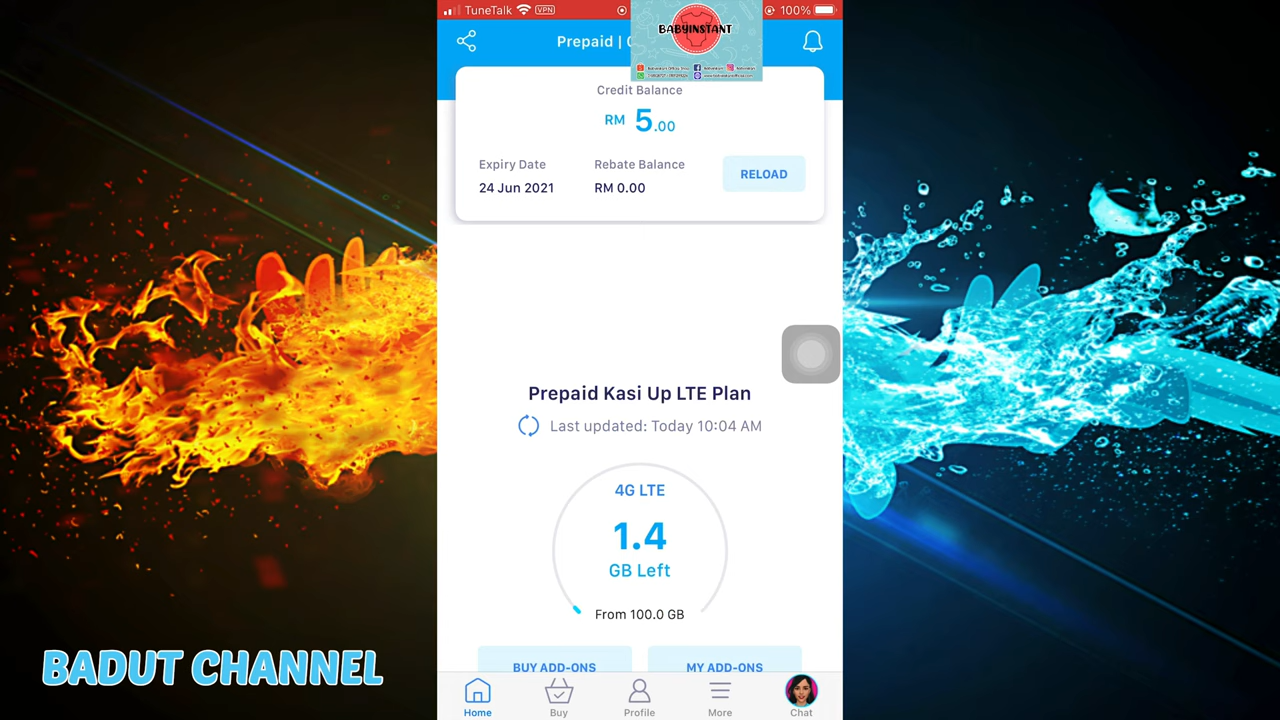 TuneTalk VPN 100%
BABYINSTANT
Prepaid |
Credit Balance
RM 5.00
Expiry Date Rebate Balance
24 Jun 2021 RM 0.00 RELOAD
Prepaid Kasi Up LTE Plan
Last updated: Today 10:04 AM
4G LTE
1.4
GB Left
From 100.0 GB
BUY ADD-ONS MY ADD-ONS
Home Buy Profile More Chat
BADUT CHANNEL